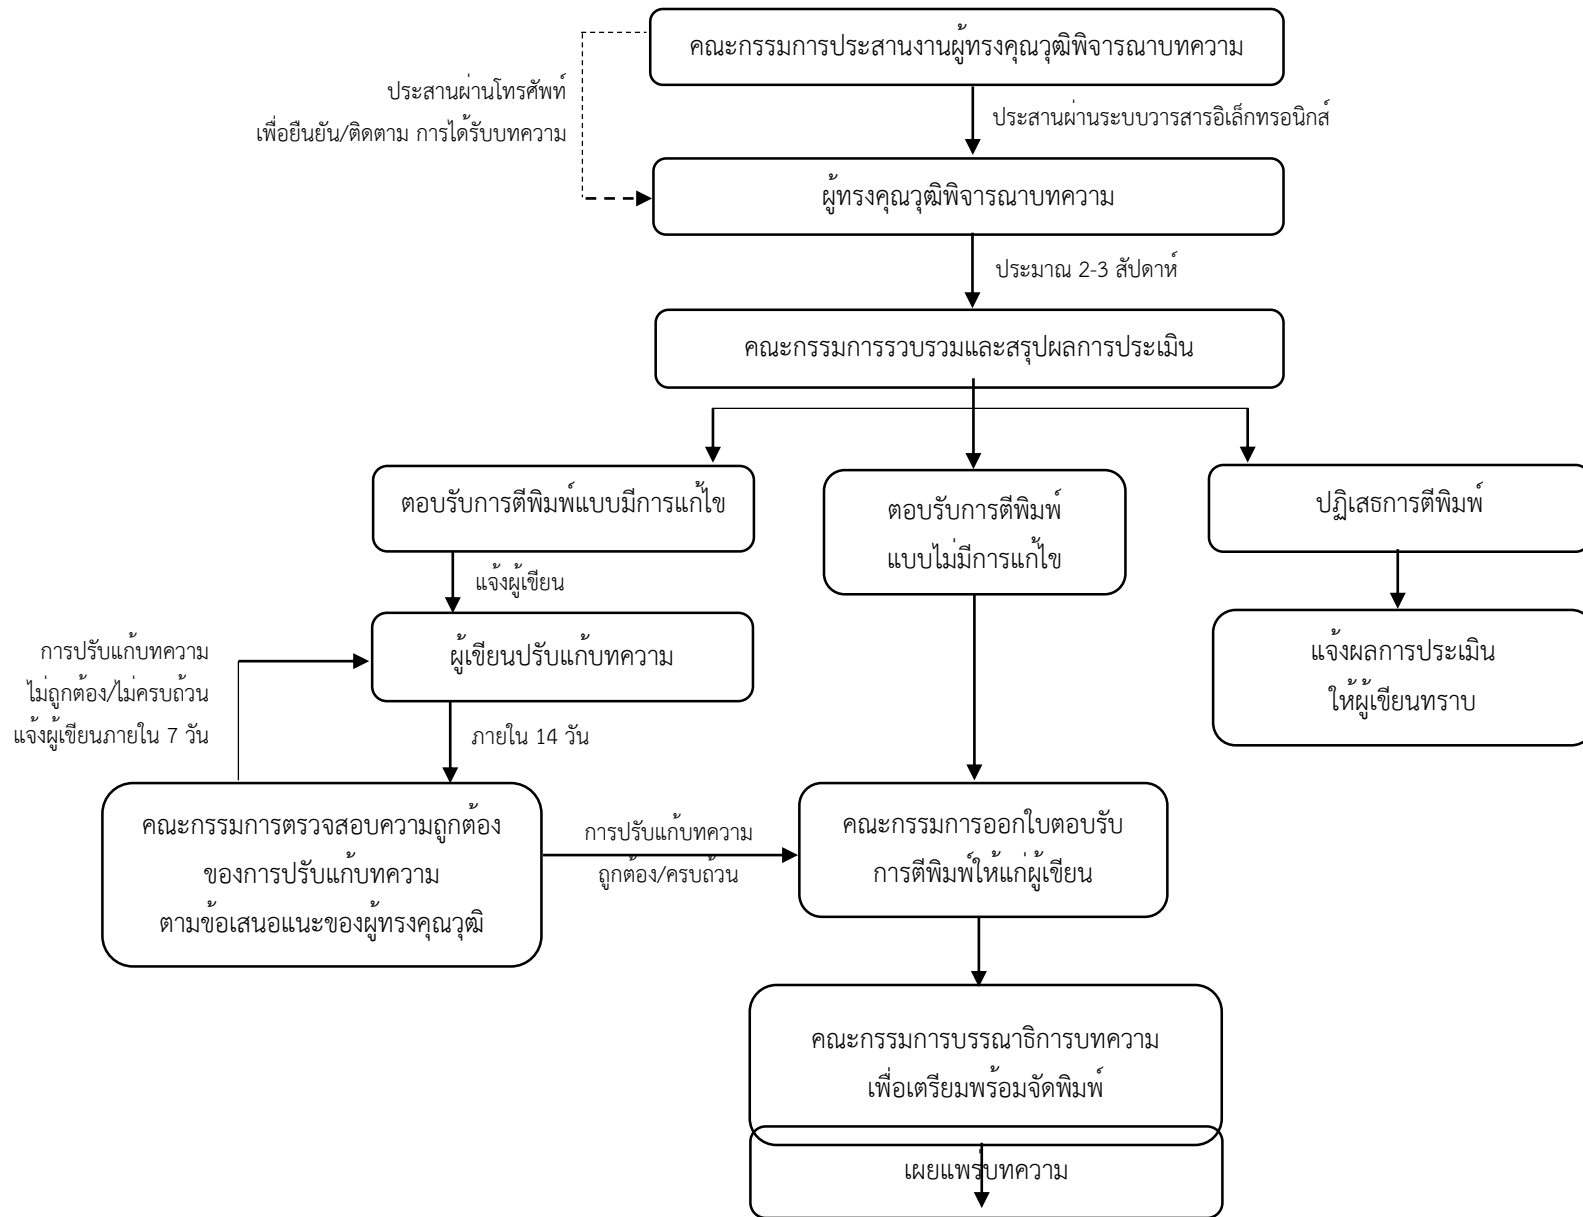 คณะกรรมการประสานงานผู้ทรงคุณวุฒิพิจารณาบทความ
ประสานผ่านโทรศัพท์
เพื่อยืนยัน/ติดตาม การได้รับบทความ
ประสานผ่านระบบวารสารอิเล็กทรอนิกส์
ผู้ทรงคุณวุฒิพิจารณาบทความ
ประมาณ 2-3 สัปดาห์
คณะกรรมการรวบรวมและสรุปผลการประเมิน
ตอบรับการตีพิมพ์แบบมีการแก้ไข
ตอบรับการตีพิมพ์
แบบไม่มีการแก้ไข
ปฏิเสธการตีพิมพ์
แจ้งผู้เขียน
ผู้เขียนปรับแก้บทความ
แจ้งผลการประเมิน
ให้ผู้เขียนทราบ
การปรับแก้บทความ
ไม่ถูกต้อง/ไม่ครบถ้วน
แจ้งผู้เขียนภายใน 7 วัน
ภายใน 14 วัน
คณะกรรมการตรวจสอบความถูกต้อง
ของการปรับแก้บทความ
ตามข้อเสนอแนะของผู้ทรงคุณวุฒิ
การปรับแก้บทความ
ถูกต้อง/ครบถ้วน
คณะกรรมการออกใบตอบรับ
การตีพิมพ์ให้แก่ผู้เขียน
คณะกรรมการบรรณาธิการบทความ
เพื่อเตรียมพร้อมจัดพิมพ์
เผยแพร่บทความ